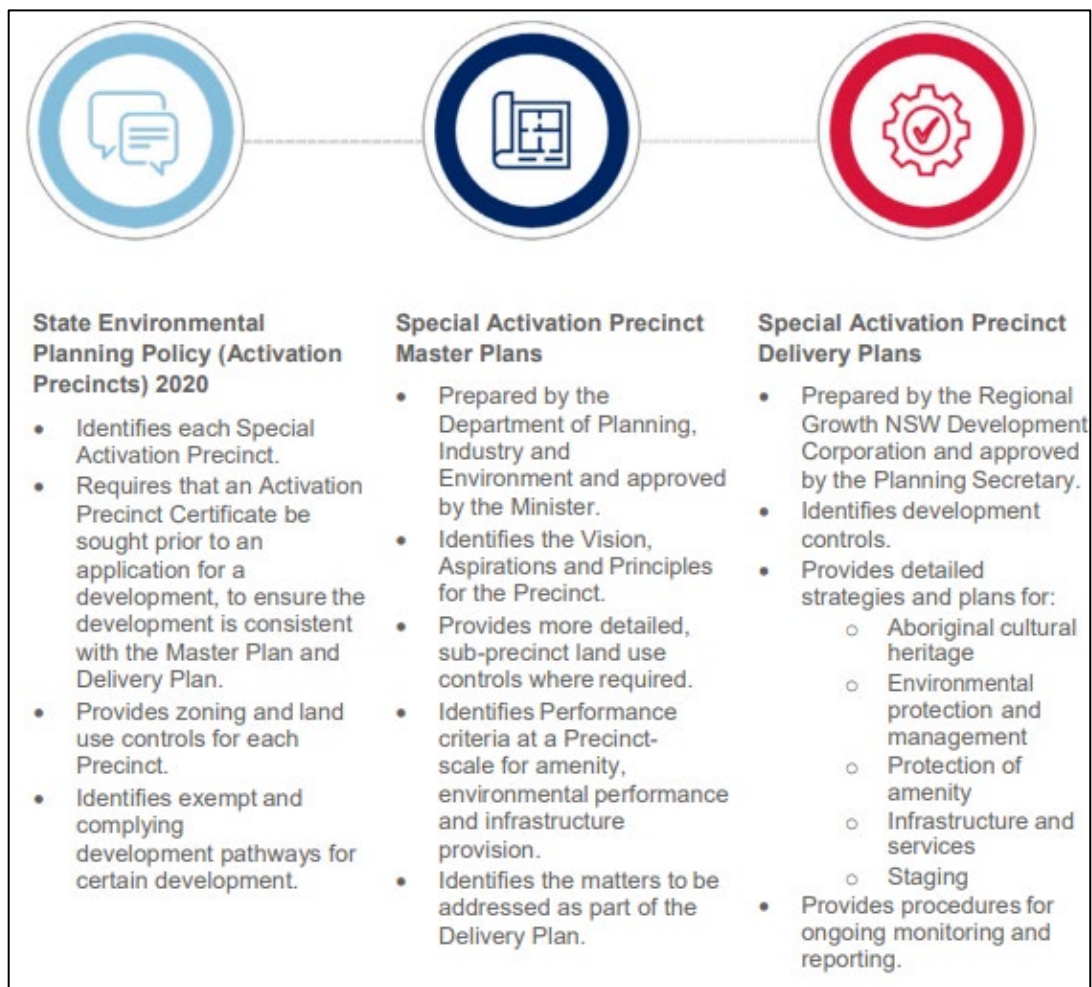 State Environmental
Planning Policy (Activation
Precincts) 2020
• Identifies each Special
Activation Precinct.
• Requires that an Activation
Precinct Certificate be
sought prior to an
application for a
development, to ensure the
development is consistent
with the Master Plan and
Delivery Plan.
• Provides zoning and land
use controls for each
Precinct.
• Identifies exempt and
complying
development pathways for
certain development.
Special Activation Precinct
Master Plans
• Prepared by the
Department of Planning,
Industry and
Environment and approved
by the Minister.
• Identifies the Vision,
Aspirations and Principles
for the Precinct.
• Provides more detailed,
sub-precinct land use
controls where required.
• Identifies Performance
criteria at a Precinct-
scale for amenity,
environmental performance
and infrastructure
provision.
• Identifies the matters to be
addressed as part of the
Delivery Plan.
Special Activation Precinct
Delivery Plans
• Prepared by the Regional
Growth NSW Development
Corporation and approved
by the Planning Secretary.
• Identifies development
controls.
• Provides detailed
strategies and plans for:
o Aboriginal cultural
heritage
o Environmental
protection and
management
o Protection of
amenity
o Infrastructure and
services
o Staging
• Provides procedures for
ongoing monitoring and
reporting.